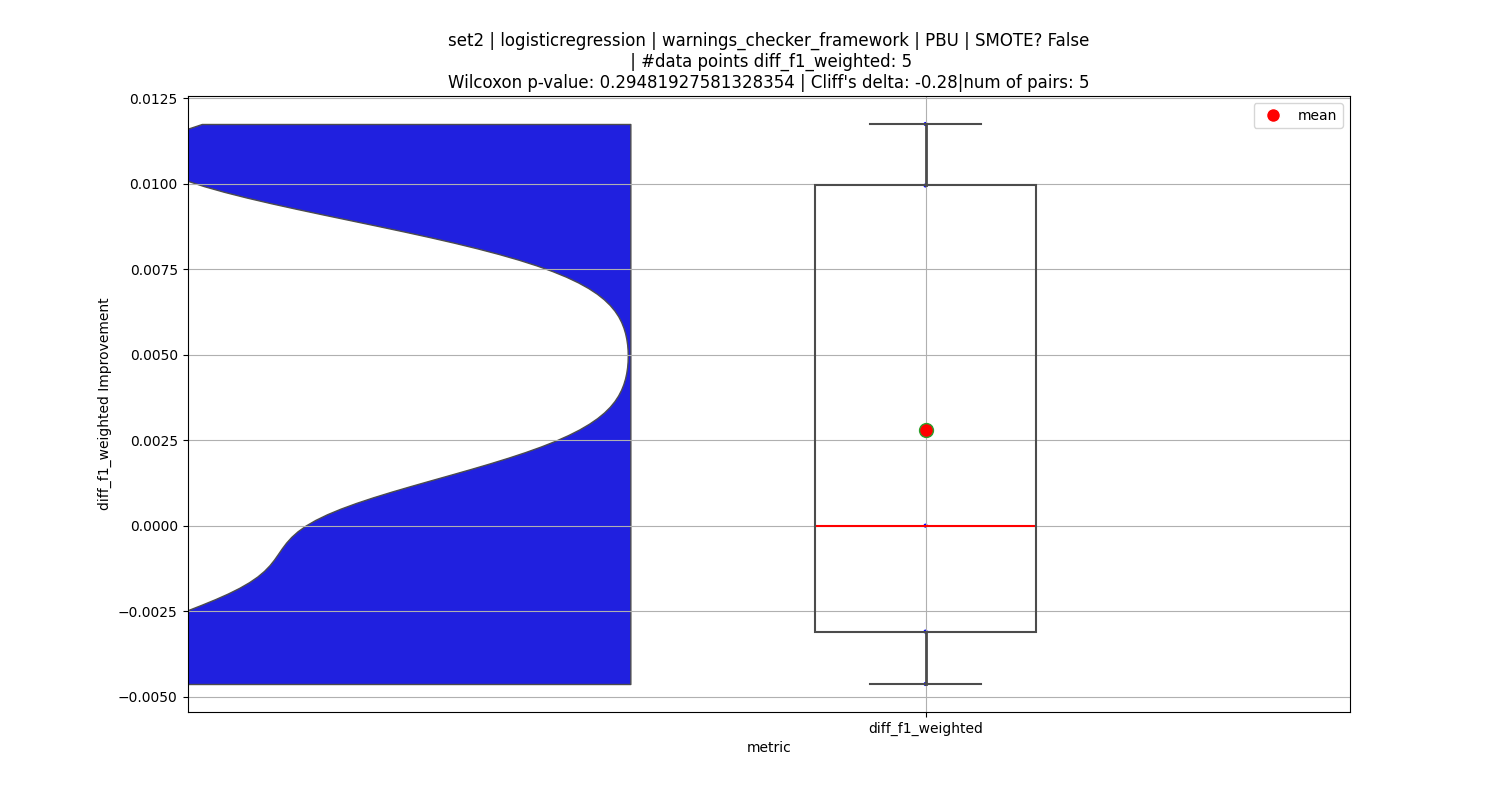 set2 | logisticregression | warnings_checker_framework | PBU | SMOTE? False
| #data points diff_f1_weighted: 5
Wilcoxon p-value: 0.29481927581328354 | Cliff's delta: -0.28|num of pairs: 5
mean
0.0125
0.0100
0.0075
0.0050
0.0025
0.0000
−0.0025
−0.0050
diff_f1_weighted Improvement
diff_f1_weighted
metric